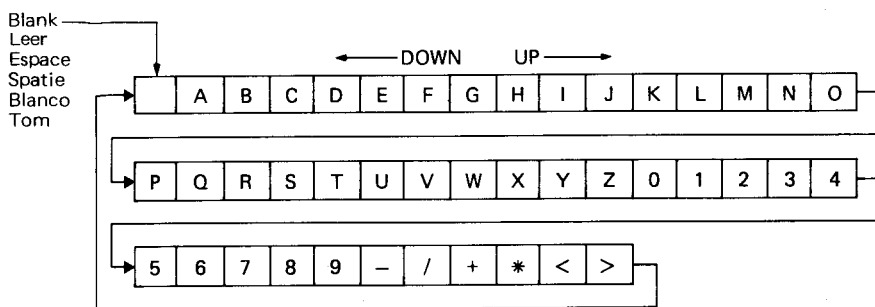 Blank
Leer
Espace
Spatie
Blanco
Tom
← DOWN UP →
A B C D E F G H I J K L M N O
P Q R S T U V W X Y Z 0 1 2 3 4
5 6 7 8 9 – / + * < >